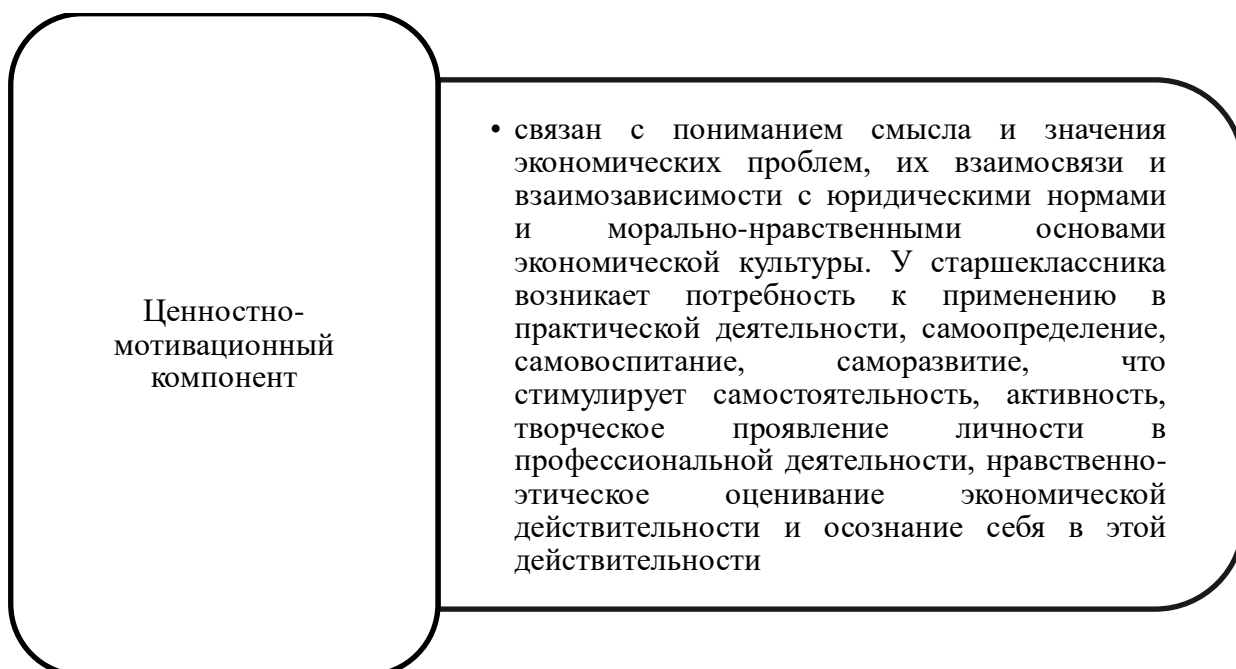 Ценностно-
мотивационный
компонент
• связан с пониманием смысла и значения
экономических проблем, их взаимосвязи и
взаимозависимости с юридическими нормами
и морально-нравственными основами
экономической культуры. У старшеклассника
возникает потребность к применению в
практической деятельности, самоопределение,
самовоспитание, саморазвитие, что
стимулирует самостоятельность, активность,
творческое проявление личности в
профессиональной деятельности, нравственно-
этическое оценивание экономической
действительности и осознание себя в этой
действительности